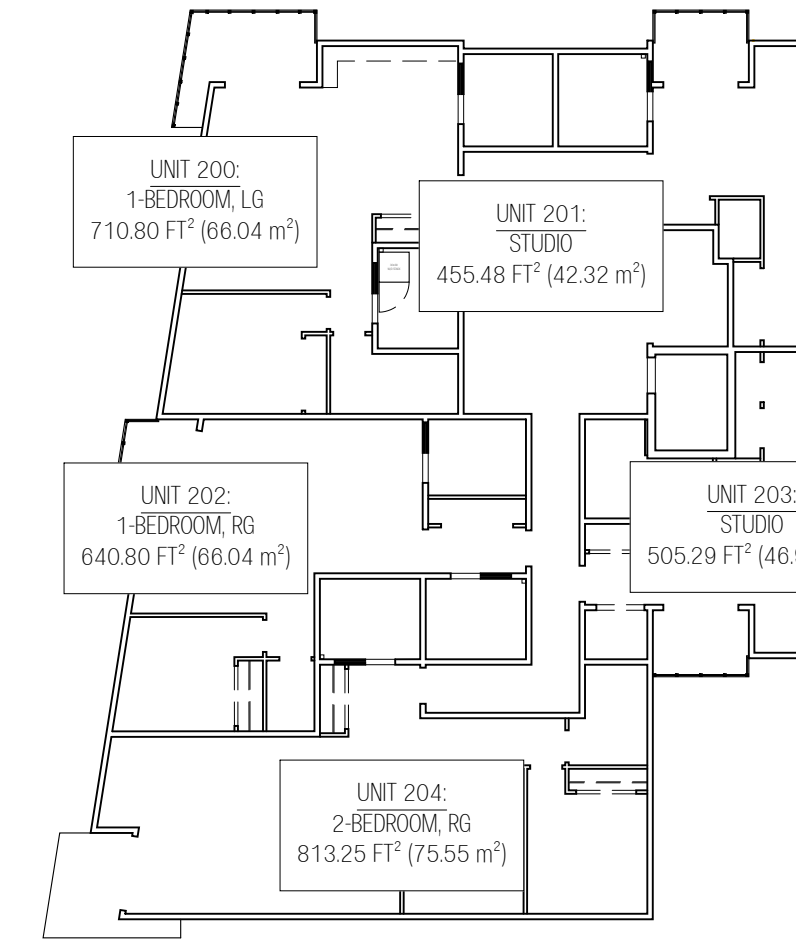 UNIT 200:
1-BEDROOM, LG
710.80 FT² (66.04 m²)
UNIT 201:
STUDIO
455.48 FT² (42.32 m²)
UNIT 202:
1-BEDROOM, RG
640.80 FT² (66.04 m²)
UNIT 203:
STUDIO
505.29 FT² (46.9
UNIT 204:
2-BEDROOM, RG
813.25 FT² (75.55 m²)